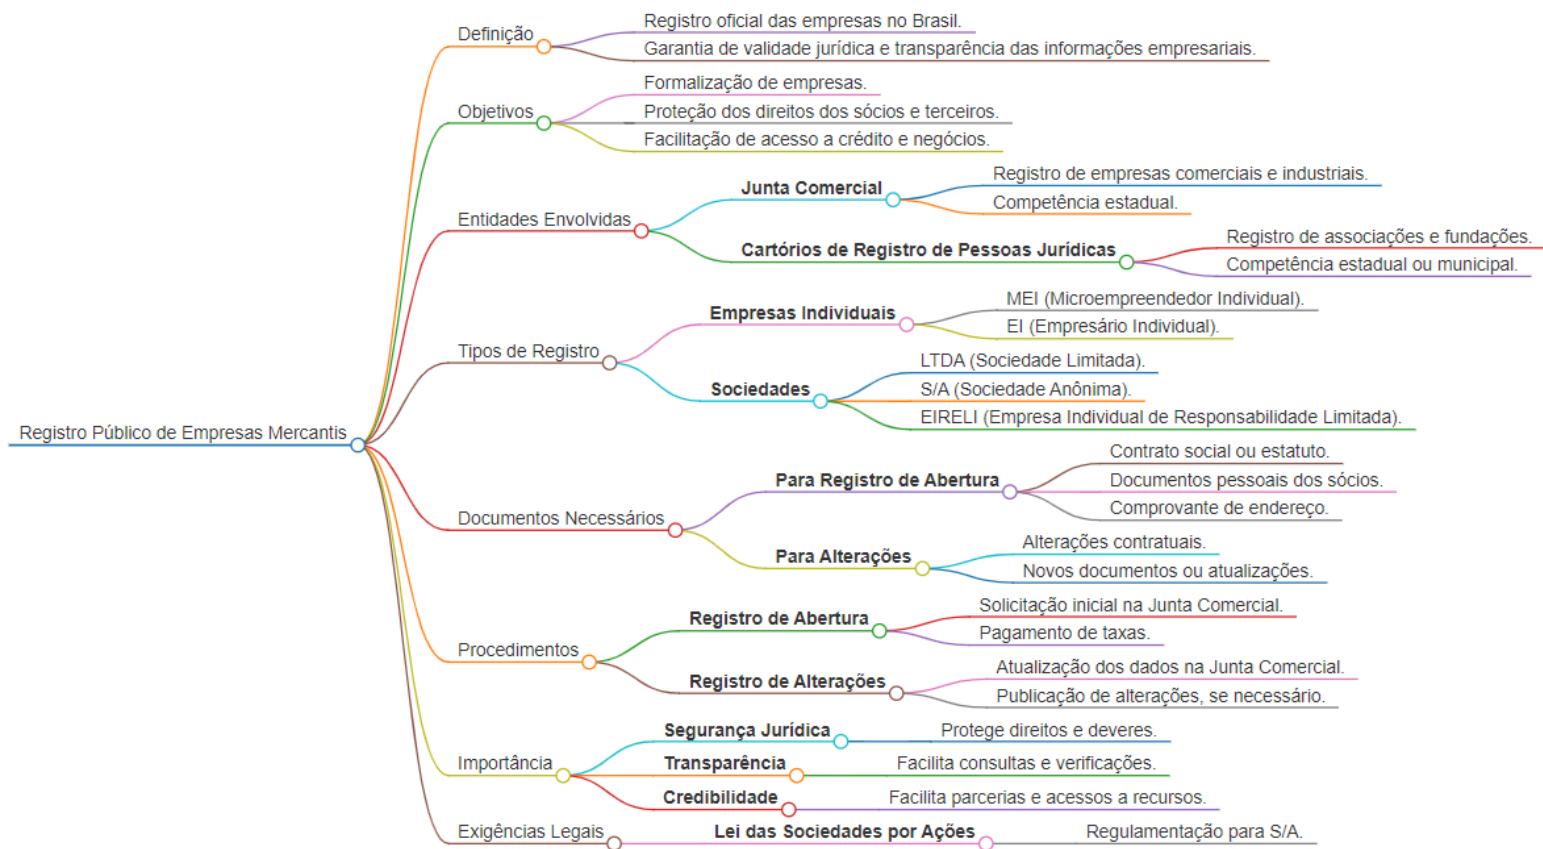 Registro Público de Empresas Mercantis
Definição
Registro oficial das empresas no Brasil.
Garantia de validade jurídica e transparência das informações empresariais.
Objetivos
Formalização de empresas.
Proteção dos direitos dos sócios e terceiros.
Facilitação de acesso a crédito e negócios.
Entidades Envolvidas
Junta Comercial
Registro de empresas comerciais e industriais.
Competência estadual.
Cartórios de Registro de Pessoas Jurídicas
Registro de associações e fundações.
Competência estadual ou municipal.
Tipos de Registro
Empresas Individuais
MEI (Microempreendedor Individual).
EI (Empresário Individual).
Sociedades
LTDA (Sociedade Limitada).
S/A (Sociedade Anônima).
EIRELI (Empresa Individual de Responsabilidade Limitada).
Documentos Necessários
Para Registro de Abertura
Contrato social ou estatuto.
Documentos pessoais dos sócios.
Comprovante de endereço.
Para Alterações
Alterações contratuais.
Novos documentos ou atualizações.
Procedimentos
Registro de Abertura
Solicitação inicial na Junta Comercial.
Pagamento de taxas.
Registro de Alterações
Atualização dos dados na Junta Comercial.
Publicação de alterações, se necessário.
Importância
Segurança Jurídica
Protege direitos e deveres.
Transparência
Facilita consultas e verificações.
Credibilidade
Facilita parcerias e acessos a recursos.
Exigências Legais
Lei das Sociedades por Ações
Regulamentação para S/A.